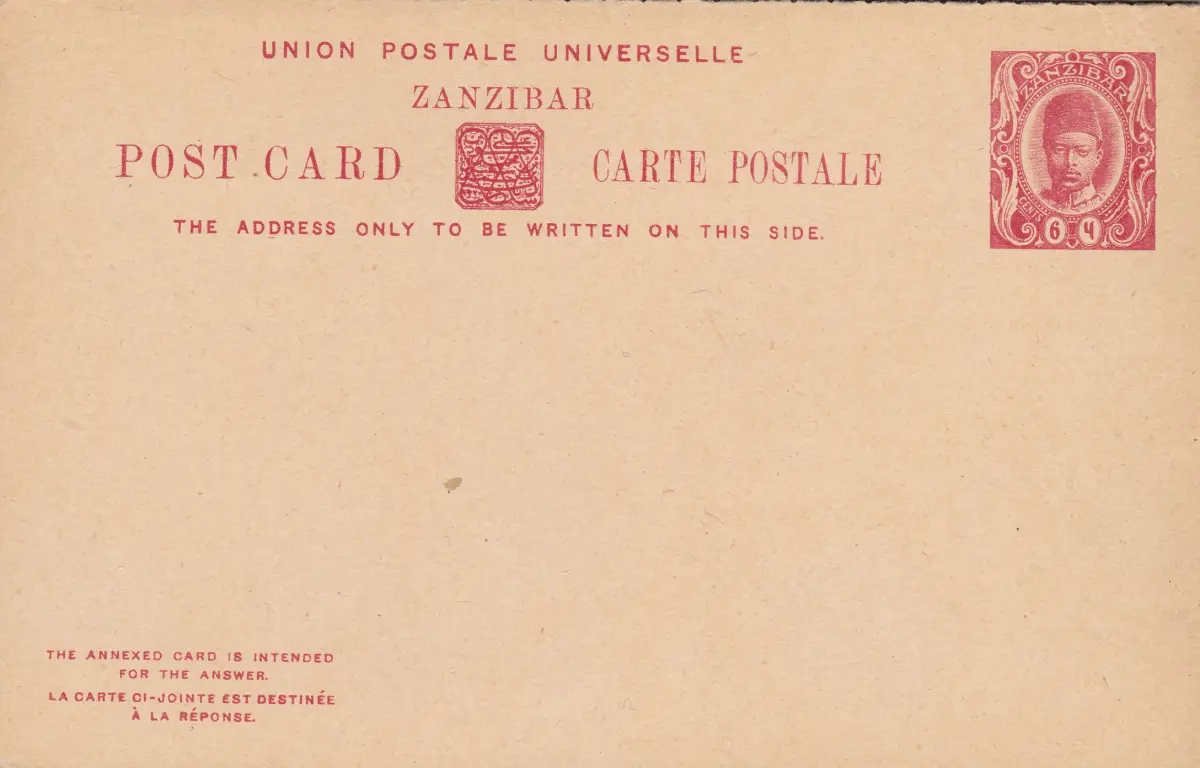 UNION POSTALE UNIVERSELLE
ZANZIBAR
POST CARD
CARTE POSTALE
THE ADDRESS ONLY TO BE WRITTEN ON THIS SIDE.
ZANZIBAR
CENTS
6 ٦
THE ANNEXED CARD IS INTENDED
FOR THE ANSWER.
LA CARTE CI-JOINTE EST DESTINÉE
À LA RÉPONSE.